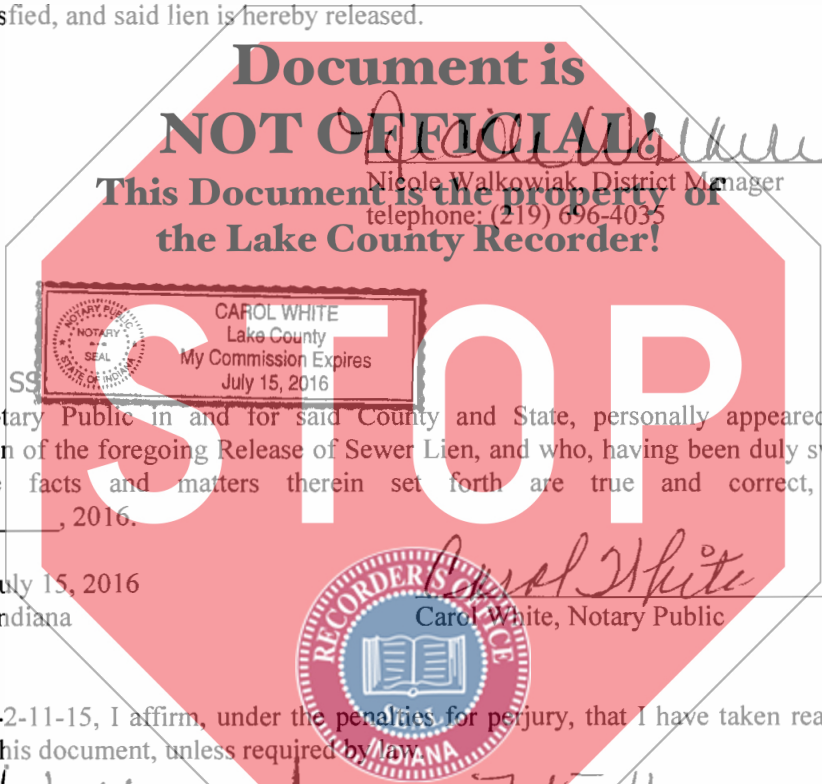 sfied, and said lien is hereby released.
Document is
NOT OFFICIAL!
Nicole Walkowiak, District Manager
This Document is the property of
telephone: (219) 696-4035
the Lake County Recorder!
STOP
NOTARY PUBLIC
NOTARY
SEAL
STATE OF INDIANA
CAROL WHITE
Lake County
My Commission Expires
July 15, 2016
SS
tary Public in and for said County and State, personally appeared
n of the foregoing Release of Sewer Lien, and who, having been duly s
facts and matters therein set forth are true and correct,
, 2016.
Carol White
uly 15, 2016
ndiana
Carol White, Notary Public
RECORDER'S OFFICE
SEAL
INDIANA
-2-11-15, I affirm, under the penalties for perjury, that I have taken rea
his document, unless required by law.